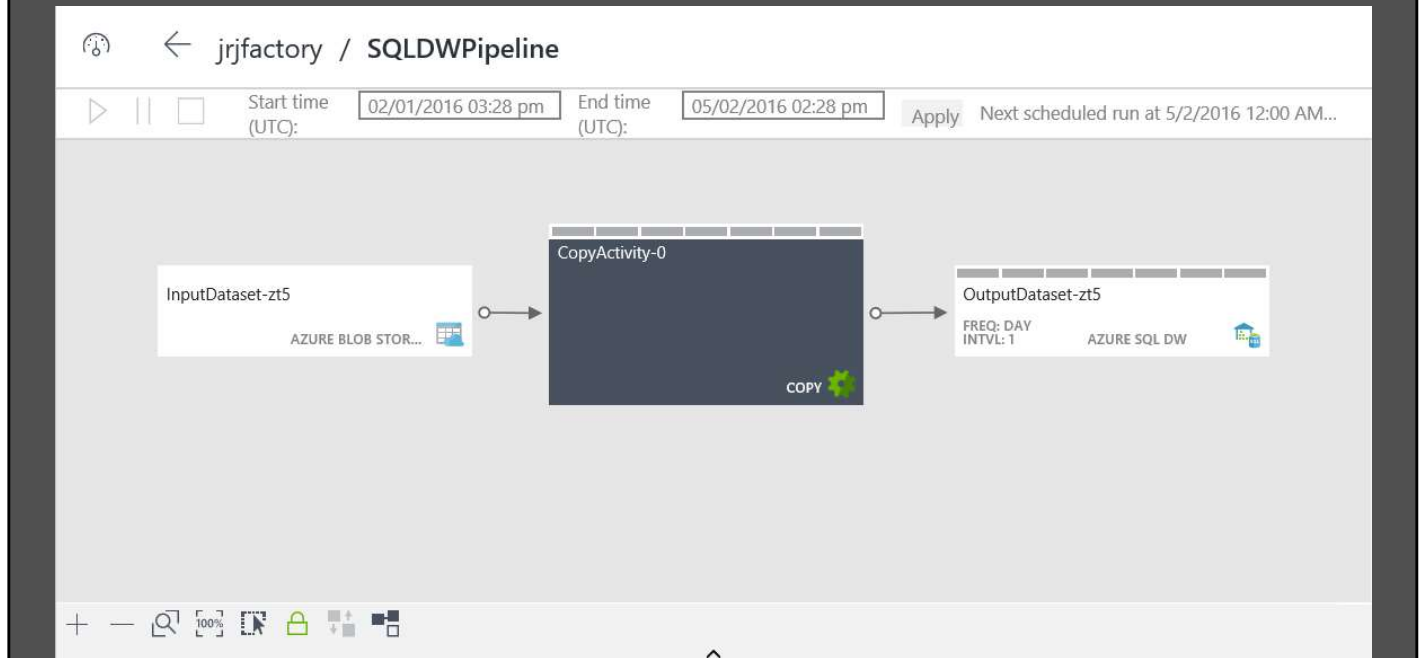 jrjfactory / SQLDWPipeline
Start time (UTC): 02/01/2016 03:28 pm End time (UTC): 05/02/2016 02:28 pm Apply Next scheduled run at 5/2/2016 12:00 AM...
CopyActivity-0
COPY
InputDataset-zt5
AZURE BLOB STOR...
OutputDataset-zt5
FREQ: DAY
INTVL: 1
AZURE SQL DW
100%